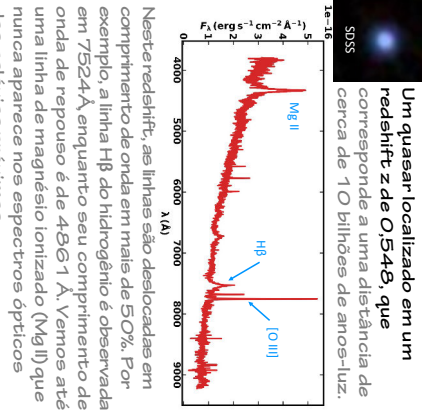 SDSS
Um quasar localizado em um
redshift z de 0,548, que
corresponde a uma distância de
cerca de 10 bilhões de anos-luz.
1e-16
Fλ (erg s⁻¹ cm⁻² Å⁻¹)
0 1 2 3 4 5
Mg II
Hβ
[O III]
4000 5000 6000 7000 8000 9000
λ (Å)
Neste redshift, as linhas são deslocadas em
comprimento de onda em mais de 50%. Por
exemplo, a linha Hβ do hidrogênio é observada
em 7524 Å, enquanto seu comprimento de
onda de repouso é de 4861 Å. Vemos até
uma linha de magnésio ionizado (Mg II) que
nunca aparece nos espectros ópticos